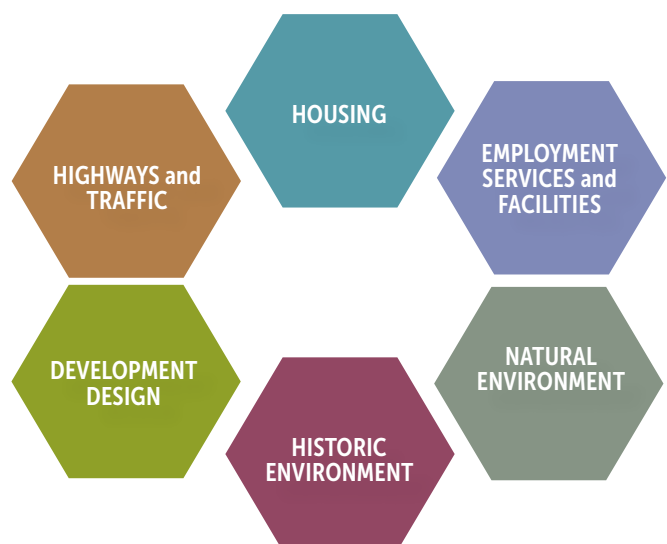 HOUSING
EMPLOYMENT
SERVICES and
FACILITIES
NATURAL
ENVIRONMENT
HISTORIC
ENVIRONMENT
DEVELOPMENT
DESIGN
HIGHWAYS and
TRAFFIC